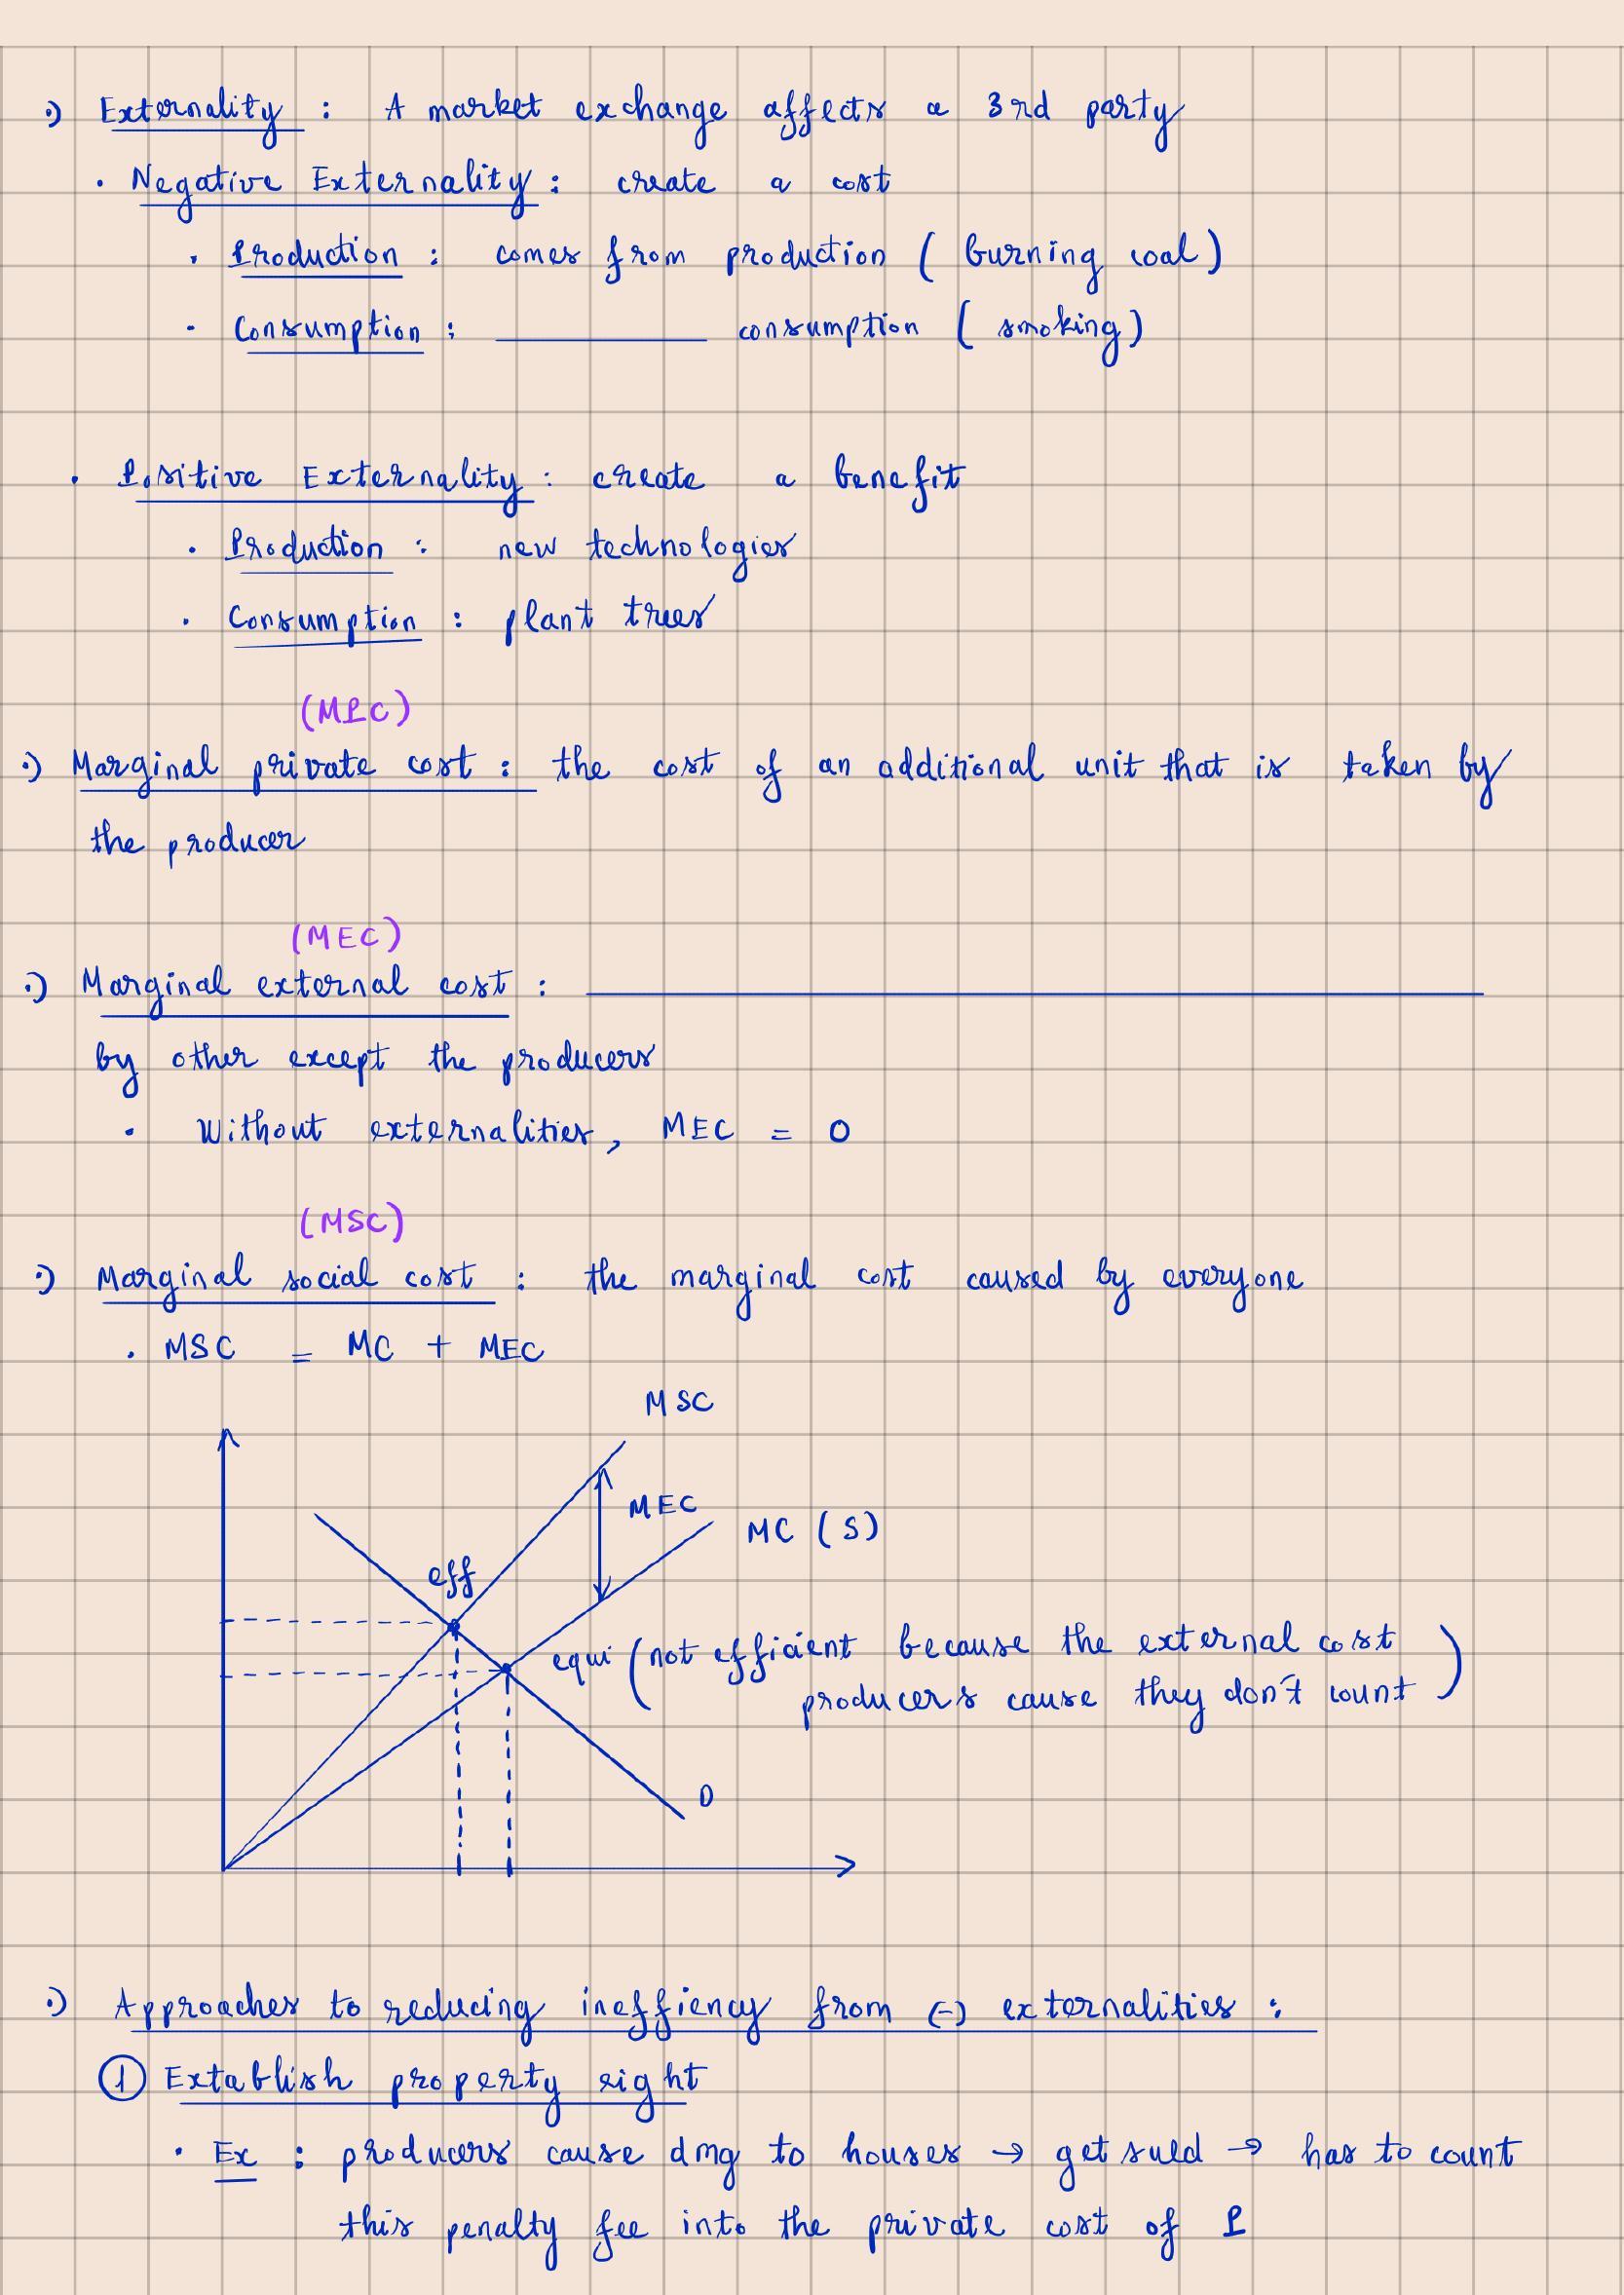 Externality : A market exchange affects a 3rd party
• Negative Externality : create a cost
• Production : comes from production ( burning coal )
• Consumption : ________ consumption ( smoking )
• Positive Externality : create a benefit
• Production : new technologies
• Consumption : plant trees
(MPC)
Marginal private cost : the cost of an additional unit that is taken by
the producer
(MEC)
Marginal external cost : ________
by other except the producers
• Without externalities, MEC = 0
(MSC)
Marginal social cost : the marginal cost caused by everyone
• MSC = MC + MEC
MSC
MEC
MC (S)
eff
equi (not efficient because the external cost
producers cause they don't count)
D
Approaches to reducing ineffiency from (-) externalities :
① Extablish property right
• Ex : producers cause dmg to houses → get sued → has to count
this penalty fee into the private cost of P